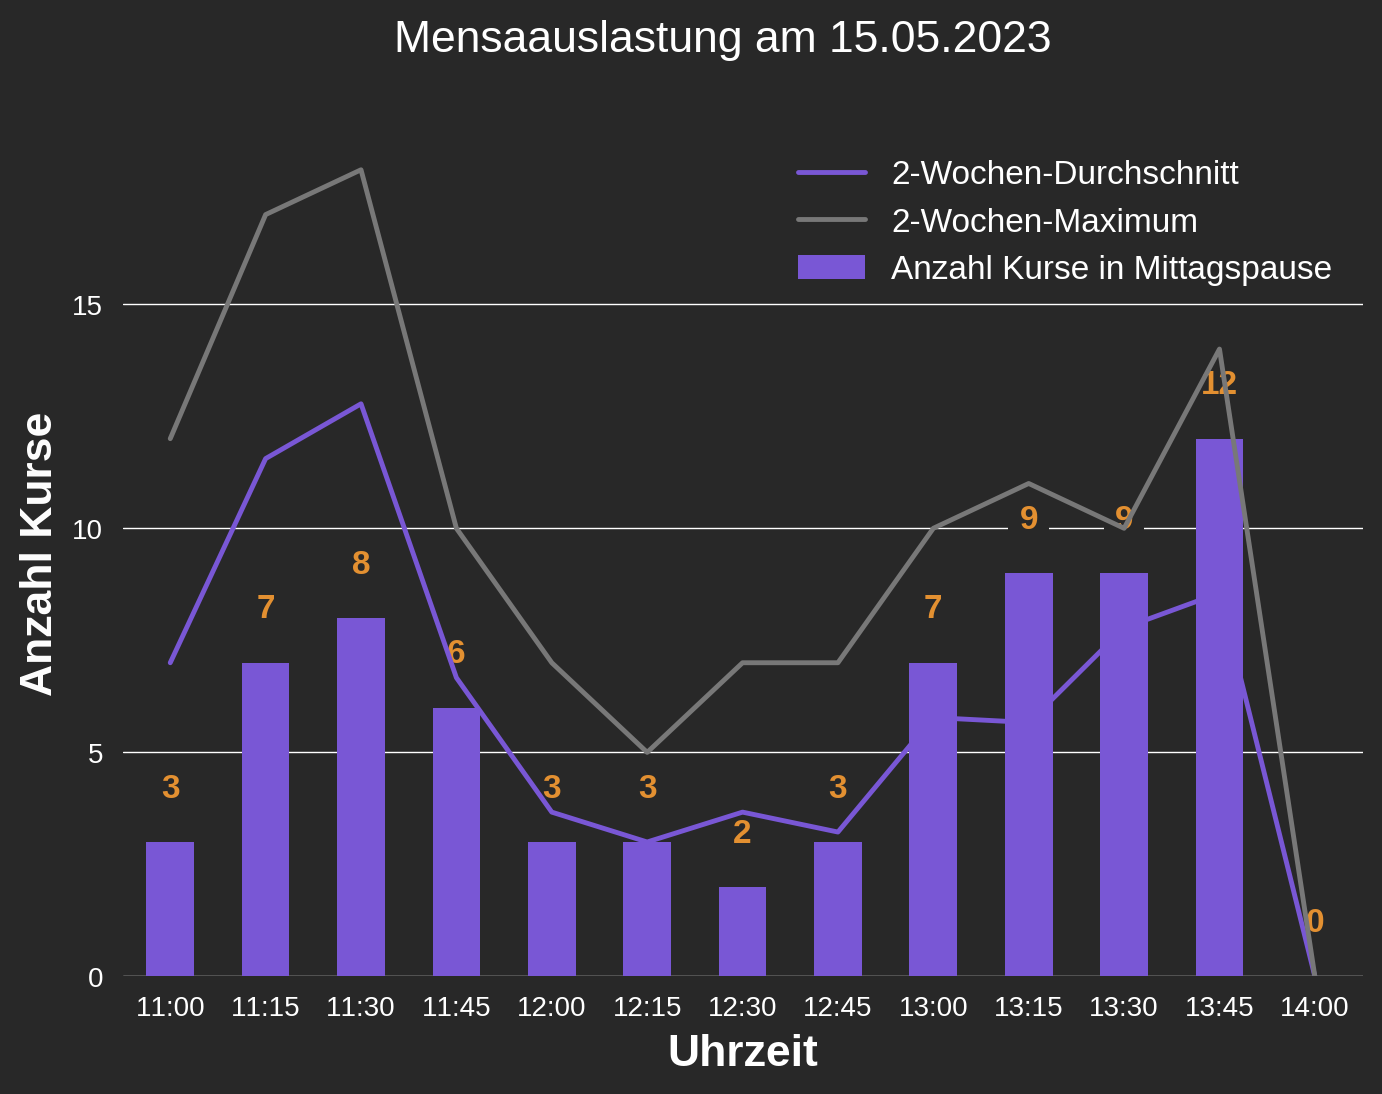 Mensaauslastung am 15.05.2023
2-Wochen-Durchschnitt
2-Wochen-Maximum
Anzahl Kurse in Mittagspause
Anzahl Kurse
15
10
5
0
3
7
8
6
3
3
2
3
7
9
9
12
0
11:00 11:15 11:30 11:45 12:00 12:15 12:30 12:45 13:00 13:15 13:30 13:45 14:00
Uhrzeit